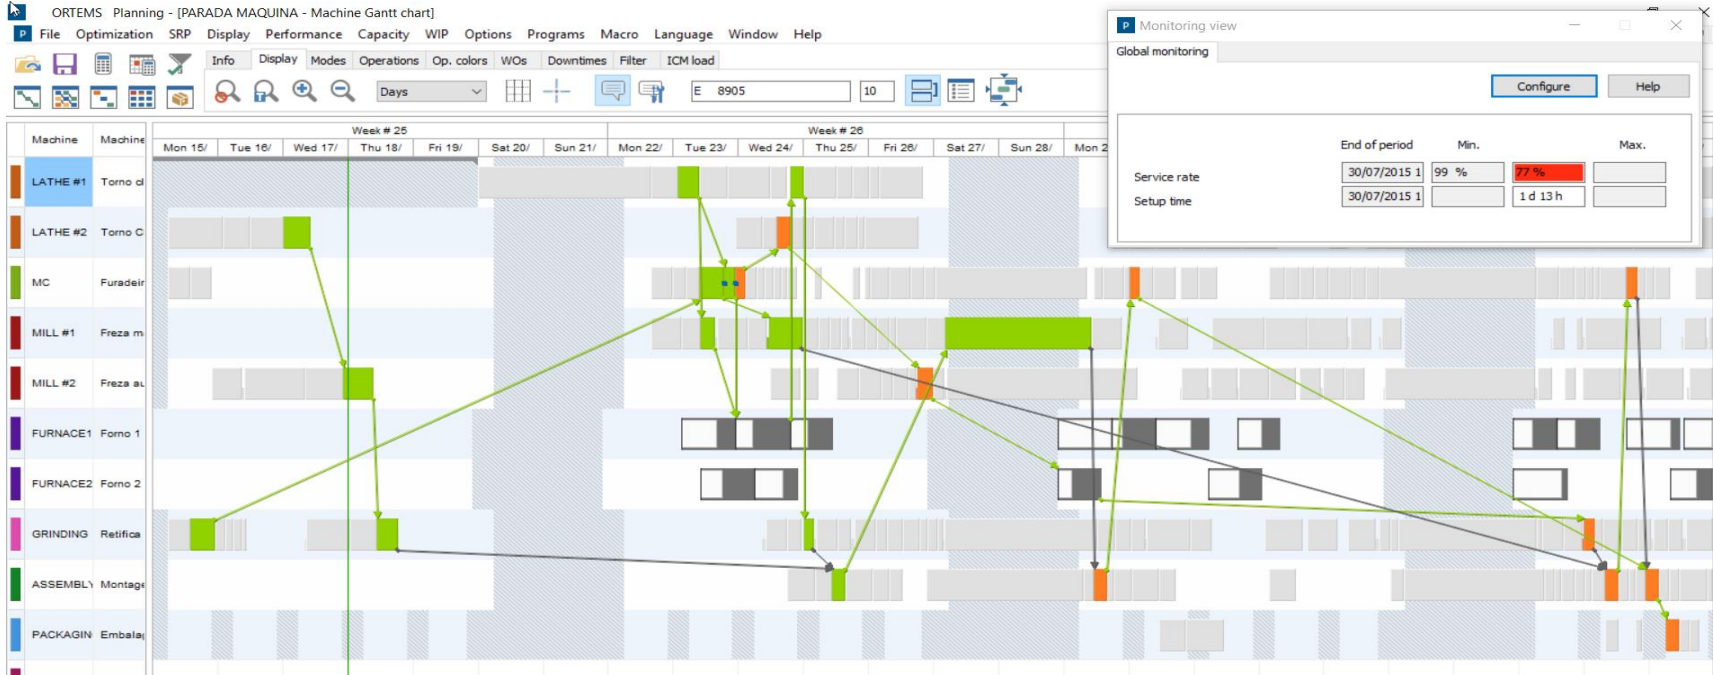 ORTEMS Planning - [PARADA MAQUINA - Machine Gantt chart]
File Optimization SRP Display Performance Capacity WIP Options Programs Macro Language Window Help
Info Display Modes Operations Op. colors WOs Downtimes Filter ICM load
Days E 8905 10
Monitoring view
Global monitoring
Configure Help
End of period Min. Max.
Service rate 30/07/2015 1 99 % 77 %
Setup time 30/07/2015 1 1 d 13 h
Machine Machine Week # 25 Week # 26
Mon 15/ Tue 16/ Wed 17/ Thu 18/ Fri 19/ Sat 20/ Sun 21/ Mon 22/ Tue 23/ Wed 24/ Thu 25/ Fri 26/ Sat 27/ Sun 28/ Mon 2
LATHE #1 Torno cl
LATHE #2 Torno C
MC Furadeir
MILL #1 Freza m
MILL #2 Freza au
FURNACE1 Forno 1
FURNACE2 Forno 2
GRINDING Retifica
ASSEMBLY Montage
PACKAGIN Embalaj